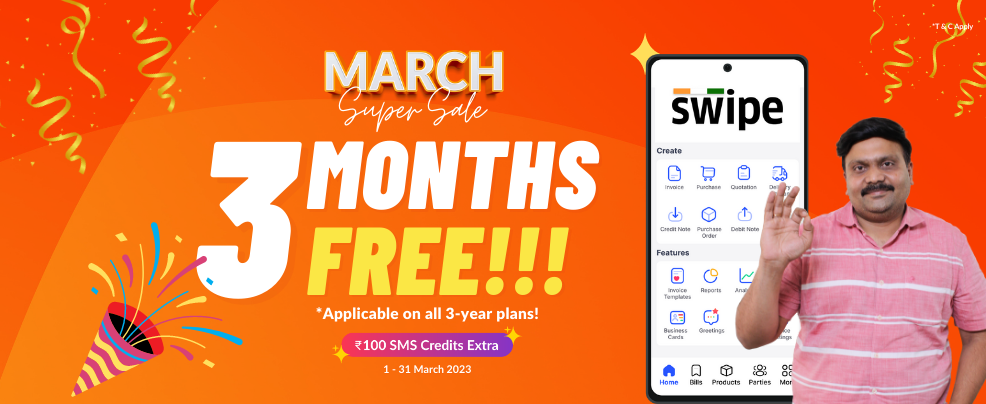 *T & C Apply
MARCH
Super Sale
3 MONTHS
FREE!!!
*Applicable on all 3-year plans!
₹100 SMS Credits Extra
1 - 31 March 2023
swipe
Create
Invoice
Purchase
Quotation
Credit Note
Purchase
Order
Debit Note
Features
Invoice
Templates
Reports
Business
Cards
Greetings
Home
Bills
Products
Parties